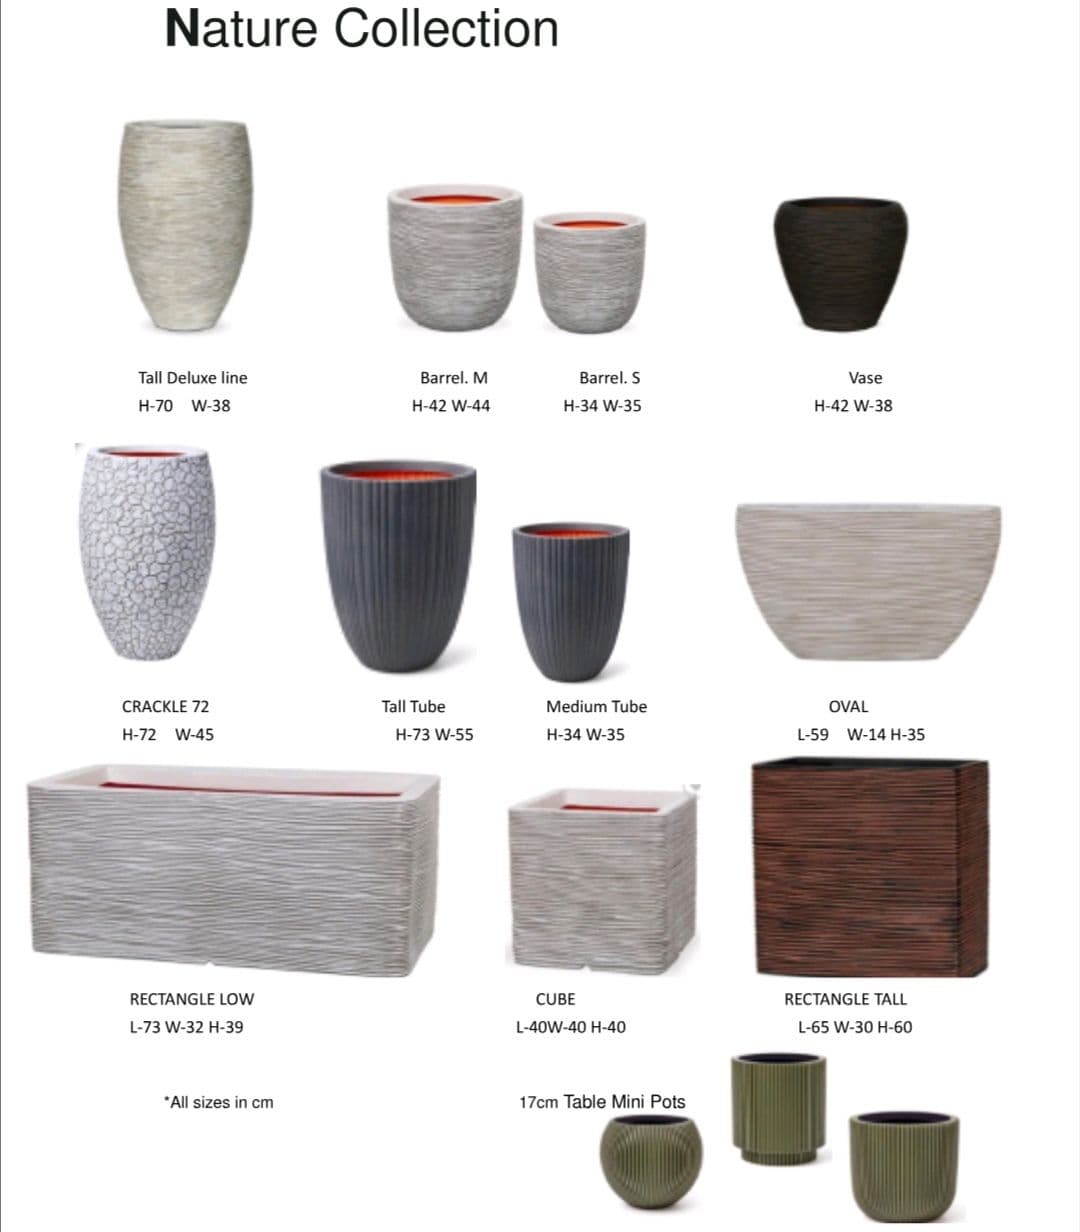 Nature Collection
Tall Deluxe line
H-70 W-38
Barrel. M
H-42 W-44
Barrel. S
H-34 W-35
Vase
H-42 W-38
CRACKLE 72
H-72 W-45
Tall Tube
H-73 W-55
Medium Tube
H-34 W-35
OVAL
L-59 W-14 H-35
RECTANGLE LOW
L-73 W-32 H-39
CUBE
L-40W-40 H-40
RECTANGLE TALL
L-65 W-30 H-60
*All sizes in cm
17cm Table Mini Pots